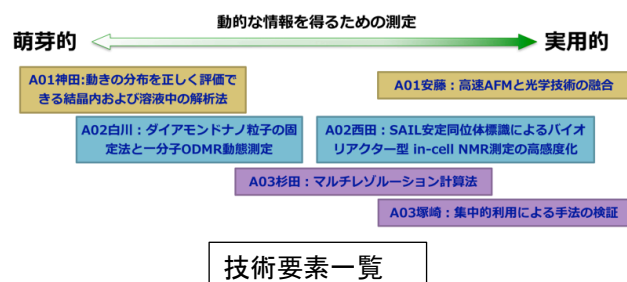 動的な情報を得るための測定
萌芽的
実用的
A01神田:動きの分布を正しく評価で
きる結晶内および溶液中の解析法
A01安藤：高速AFMと光学技術の融合
A02白川：ダイアモンドナノ粒子の固
定法と一分子ODMR動態測定
A02西田：SAIL安定同位体標識によるバイオ
リアクター型 in-cell NMR測定の高感度化
A03杉田：マルチレゾルーション計算法
A03塚崎：集中的利用による手法の検証
技術要素一覧